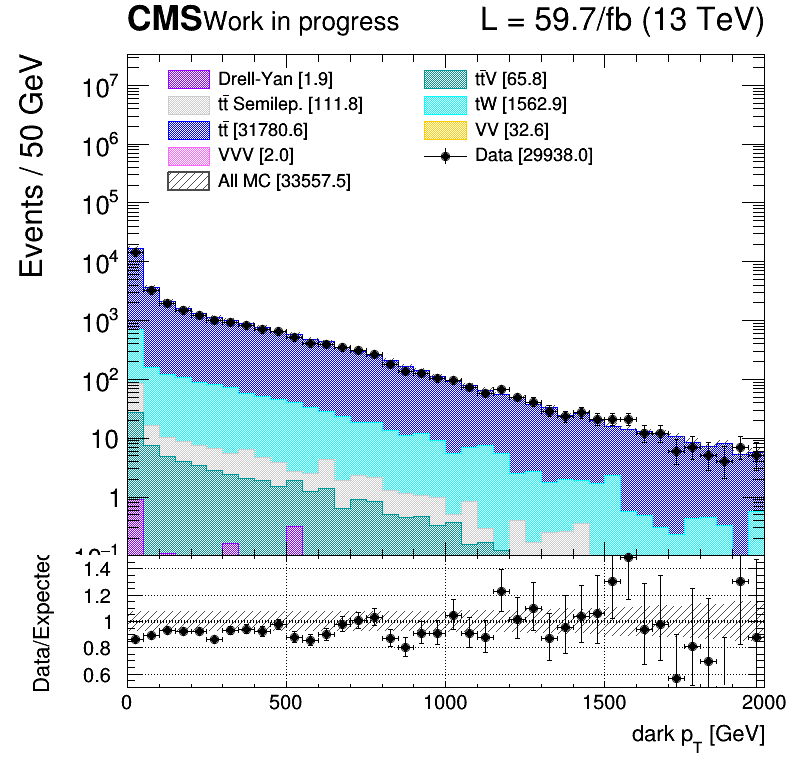 CMS Work in progress L = 59.7/fb (13 TeV)
Events / 50 GeV
Drell-Yan [1.9] tt̄V [65.8]
tt̄ Semilep. [111.8] tW [1562.9]
tt̄ [31780.6] VV [32.6]
VVV [2.0] Data [29938.0]
All MC [33557.5]
10⁷
10⁶
10⁵
10⁴
10³
10²
10
1
10⁻¹
Data/Expected
1.4
1.2
1
0.8
0.6
0 500 1000 1500 2000
dark p_T [GeV]